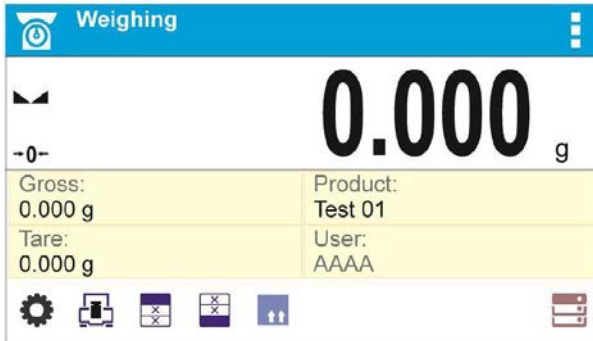 Weighing
→0←
0.000 g
Gross:
0.000 g
Product:
Test 01
Tare:
0.000 g
User:
AAAA